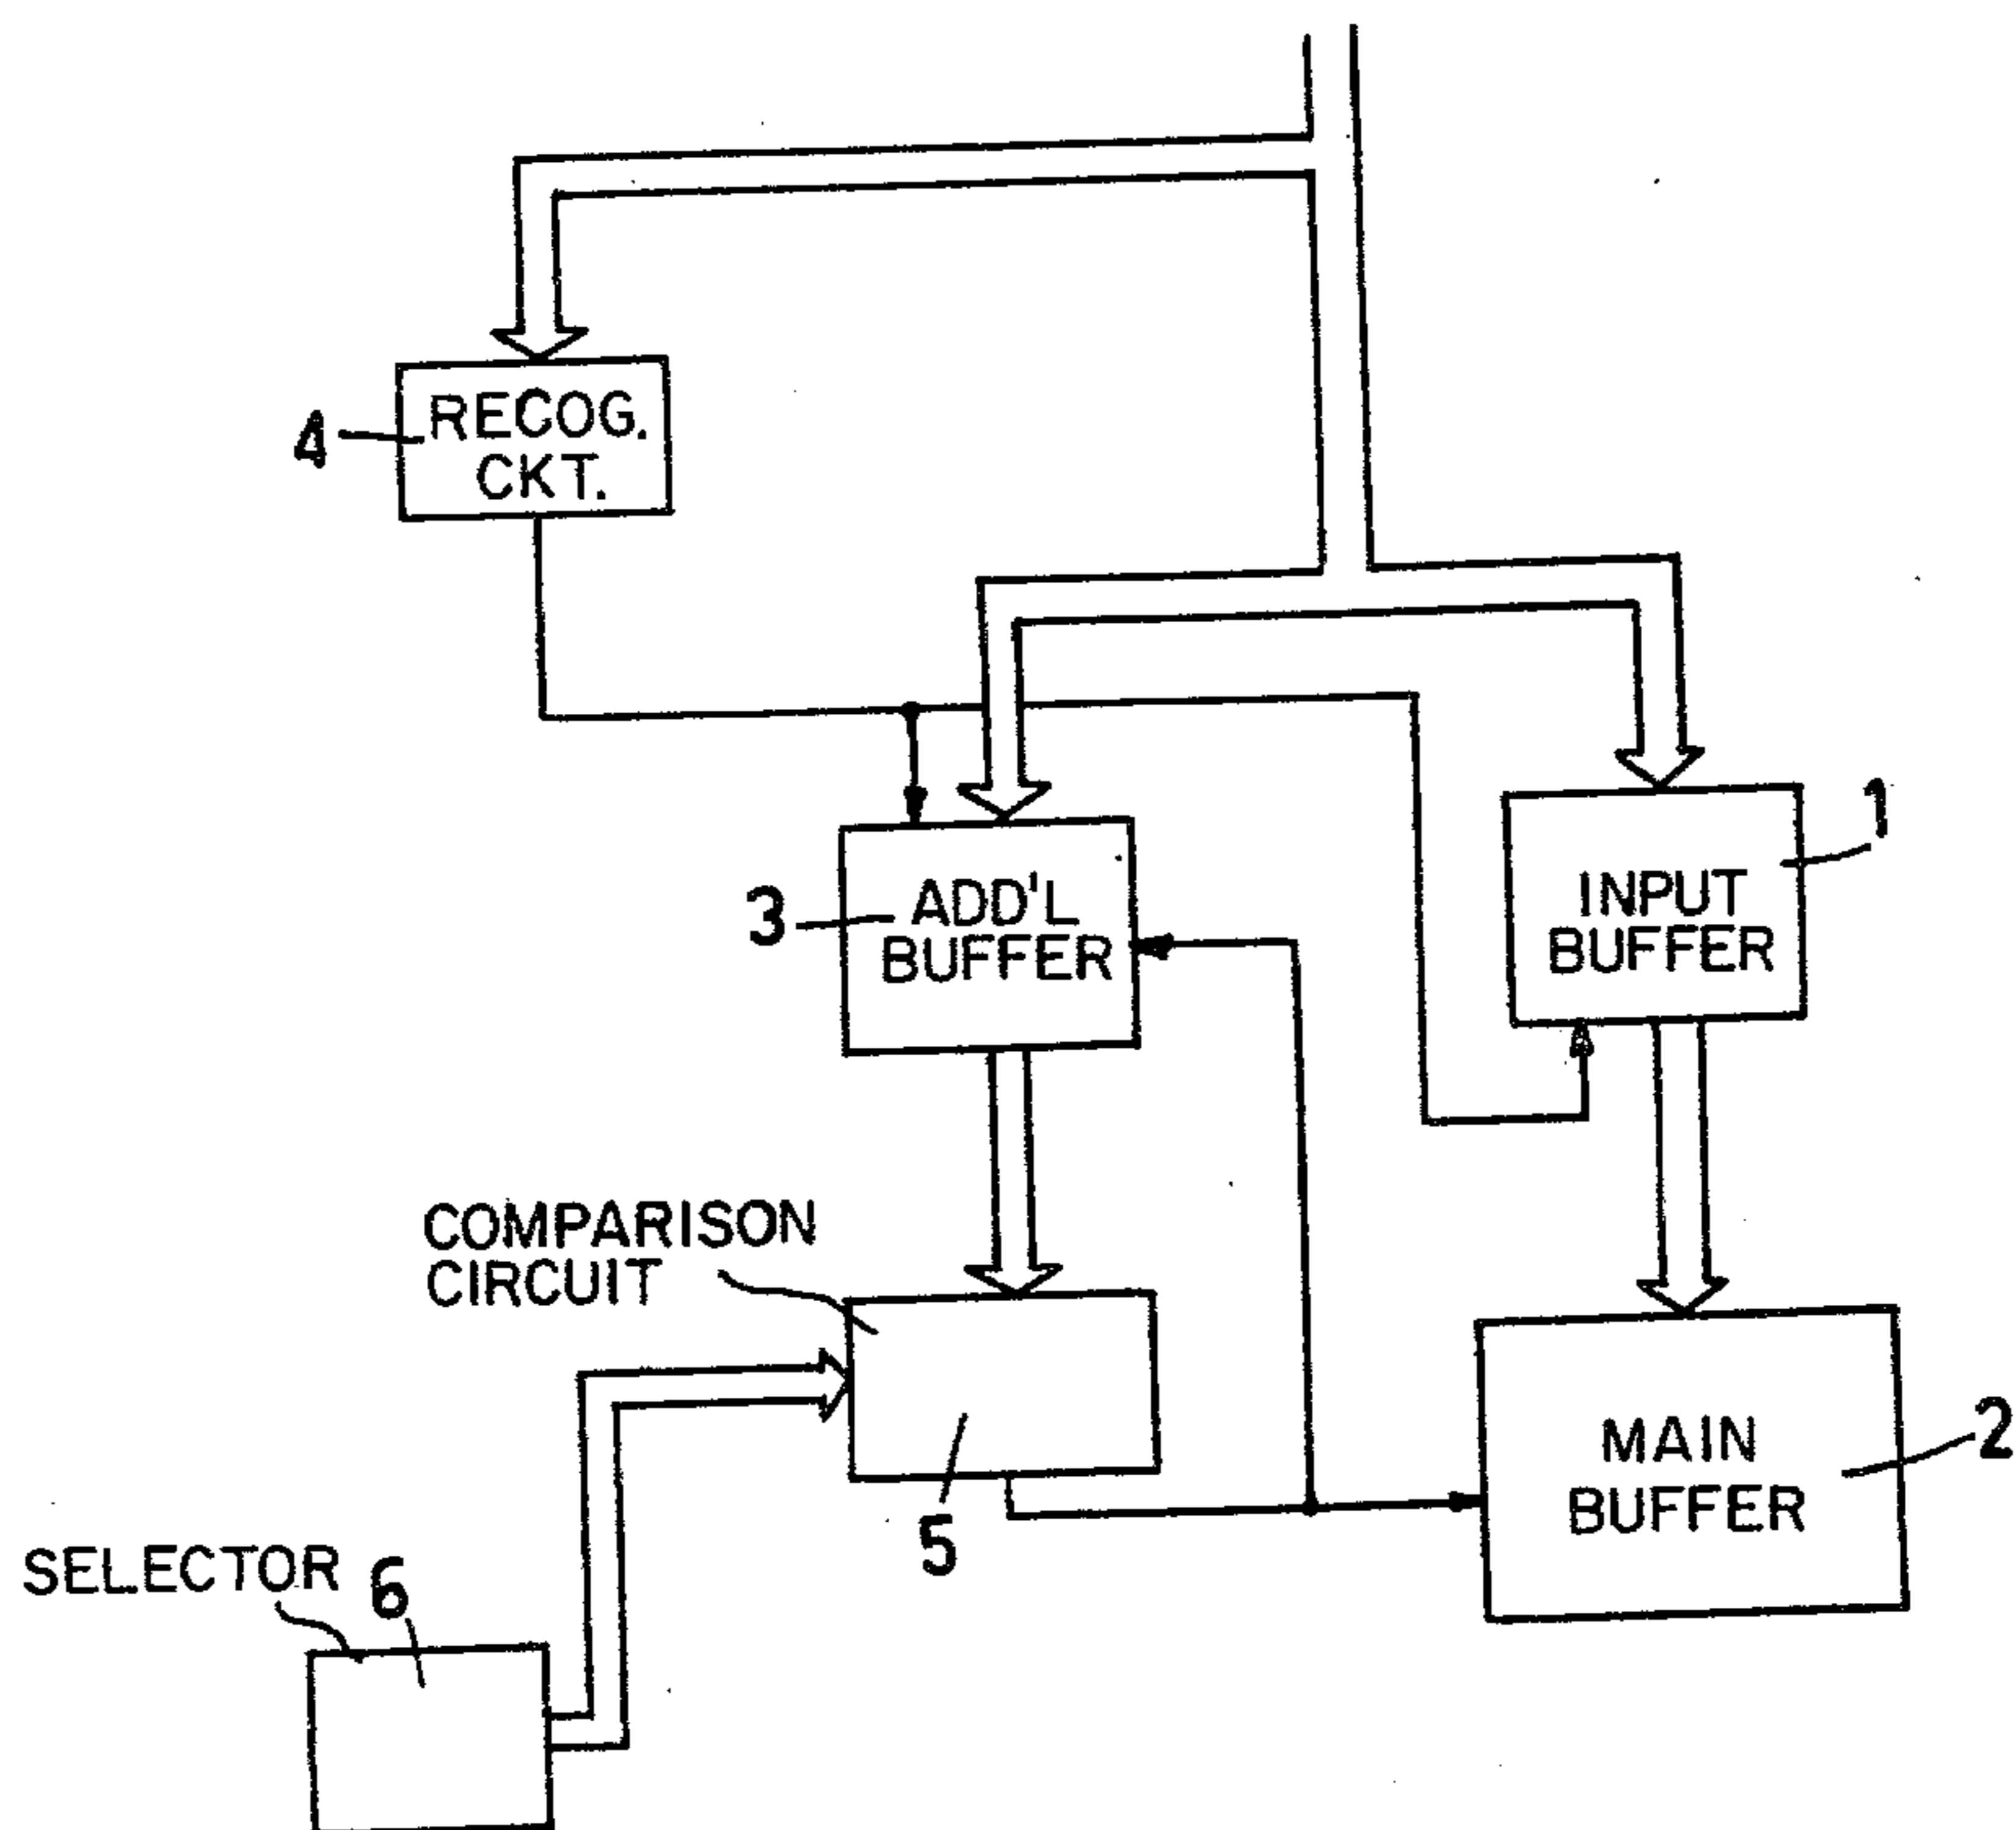 RECOG.
CKT.
4
1
INPUT
BUFFER
3
ADD'L
BUFFER
COMPARISON
CIRCUIT
MAIN
BUFFER
2
5
SELECTOR
6